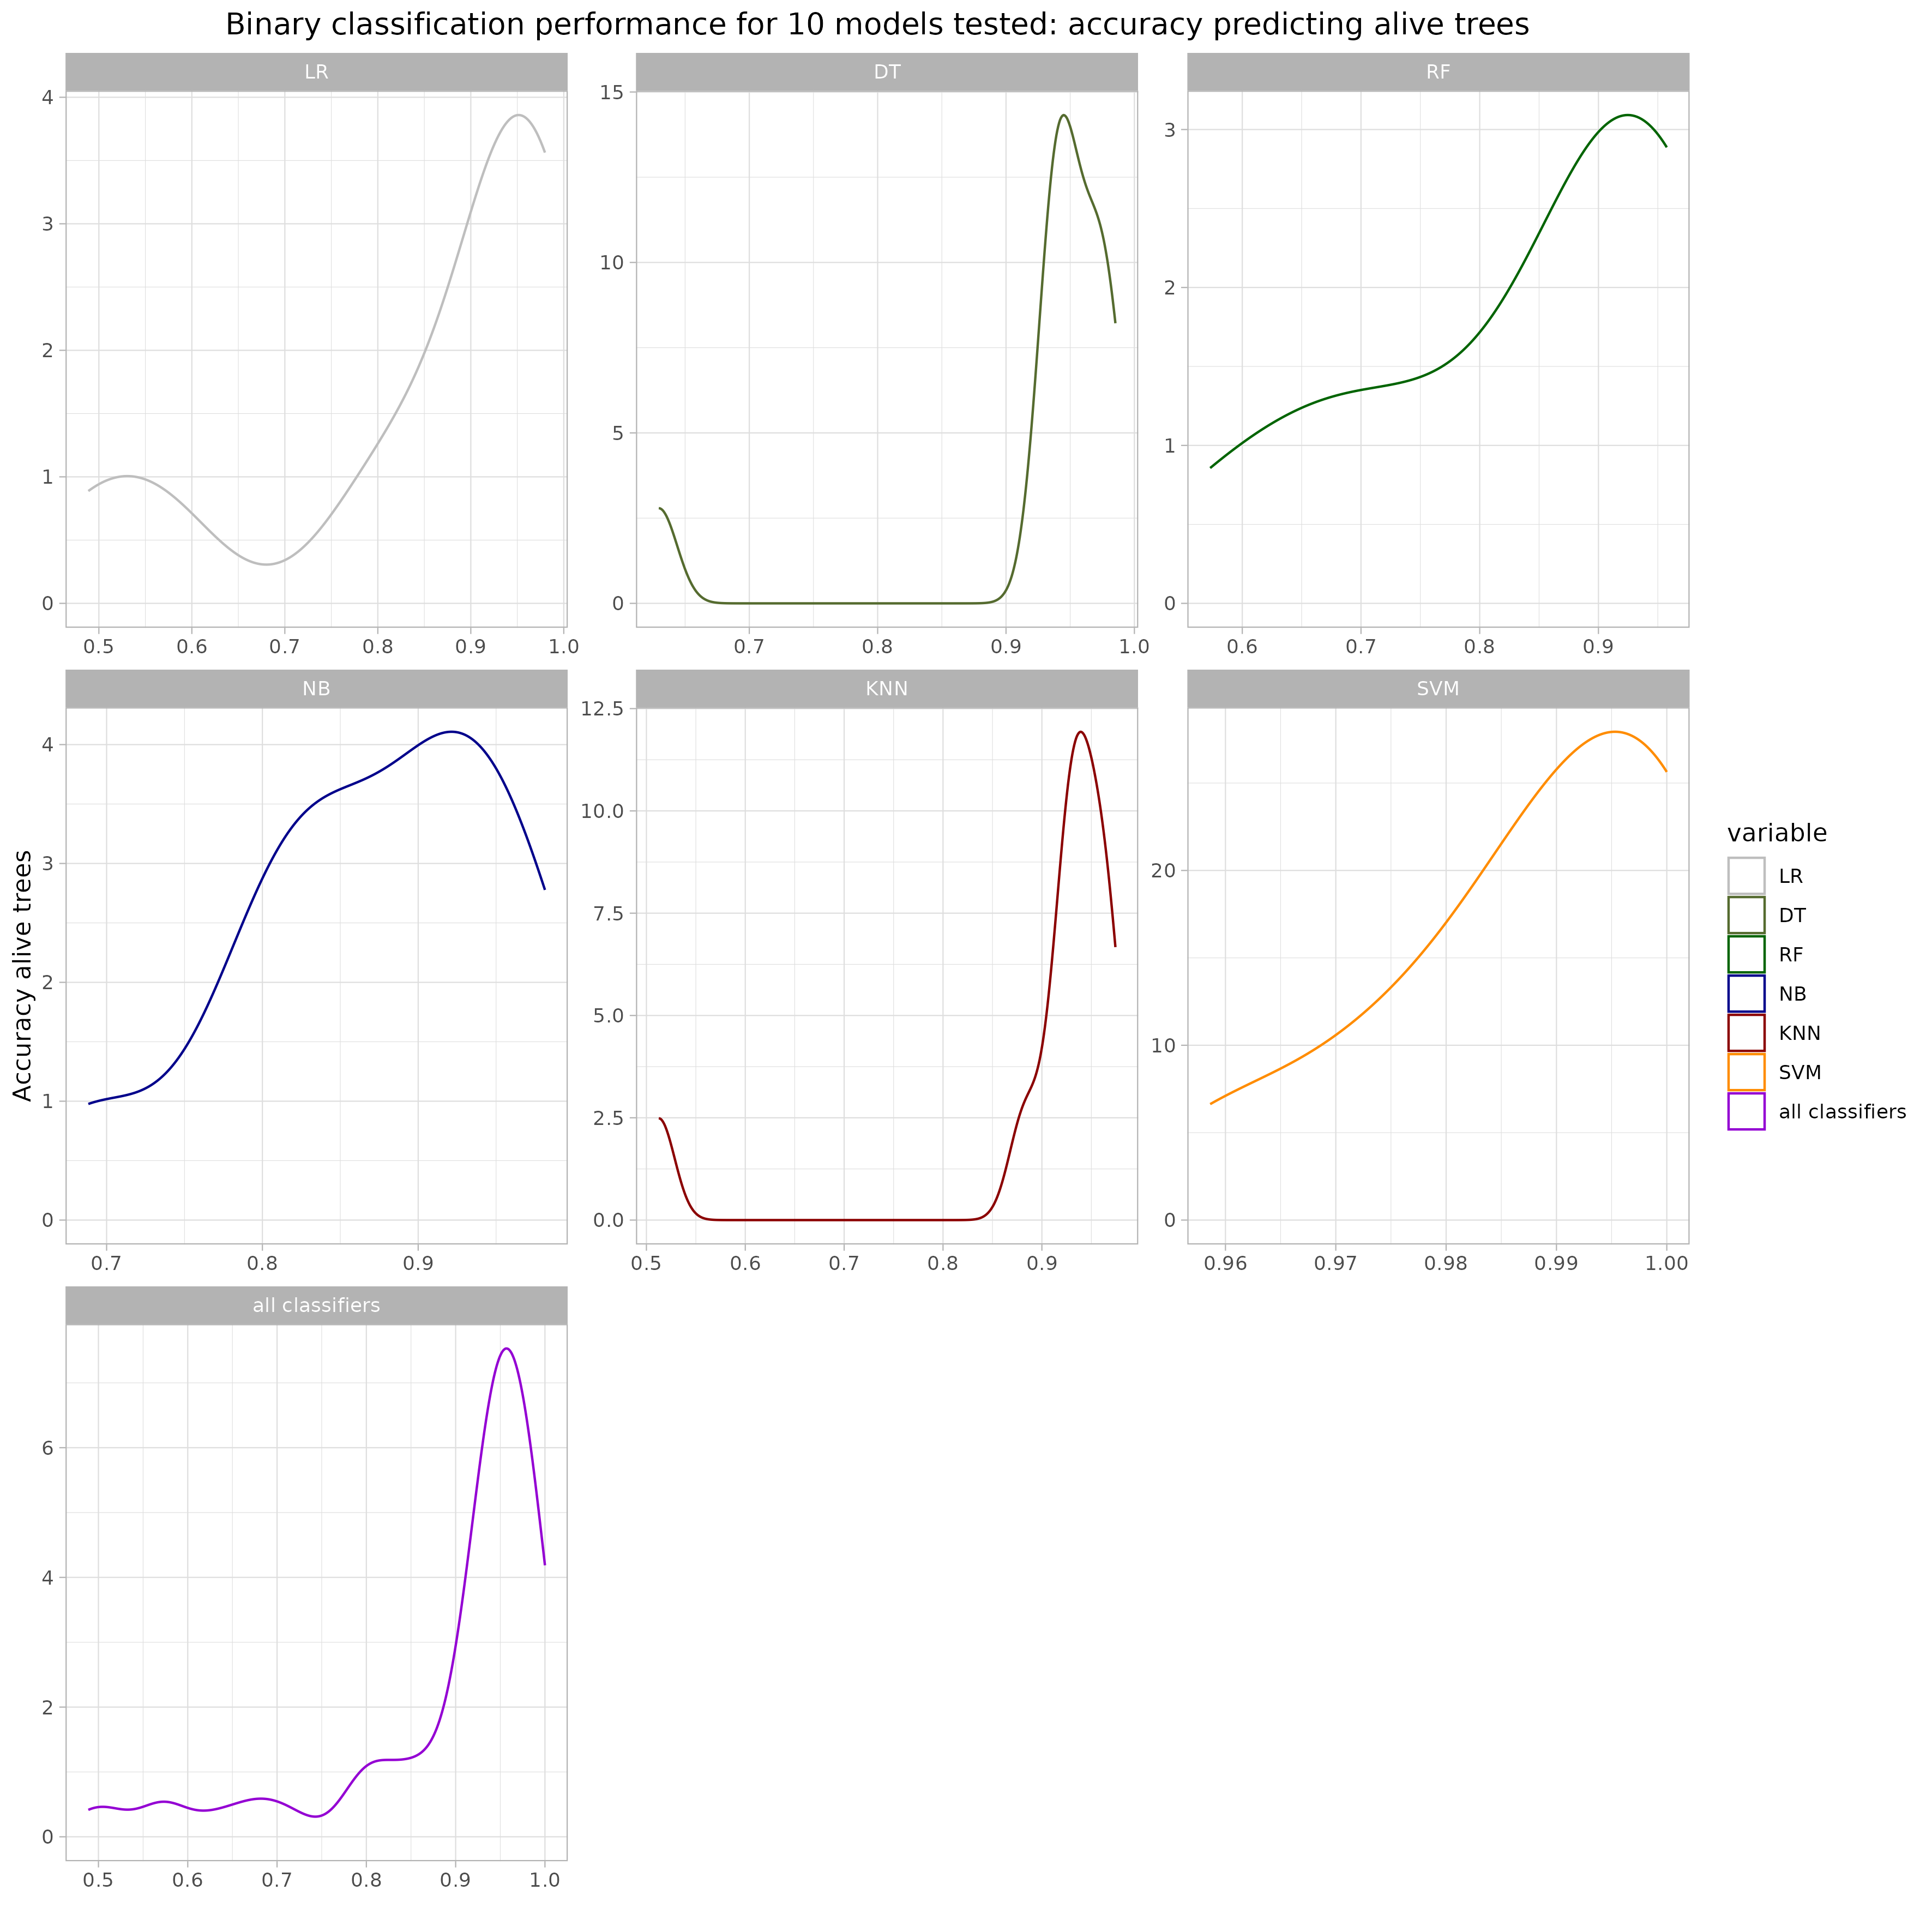 Binary classification performance for 10 models tested: accuracy predicting alive trees
LR
DT
RF
4
3
2
1
0
0.5 0.6 0.7 0.8 0.9 1.0
15
10
5
0
0.7 0.8 0.9 1.0
3
2
1
0
0.6 0.7 0.8 0.9
NB
KNN
SVM
4
3
2
1
0
0.7 0.8 0.9
12.5
10.0
7.5
5.0
2.5
0.0
0.5 0.6 0.7 0.8 0.9
20
10
0
0.96 0.97 0.98 0.99 1.00
all classifiers
6
4
2
0
0.5 0.6 0.7 0.8 0.9 1.0
Accuracy alive trees
variable
LR
DT
RF
NB
KNN
SVM
all classifiers